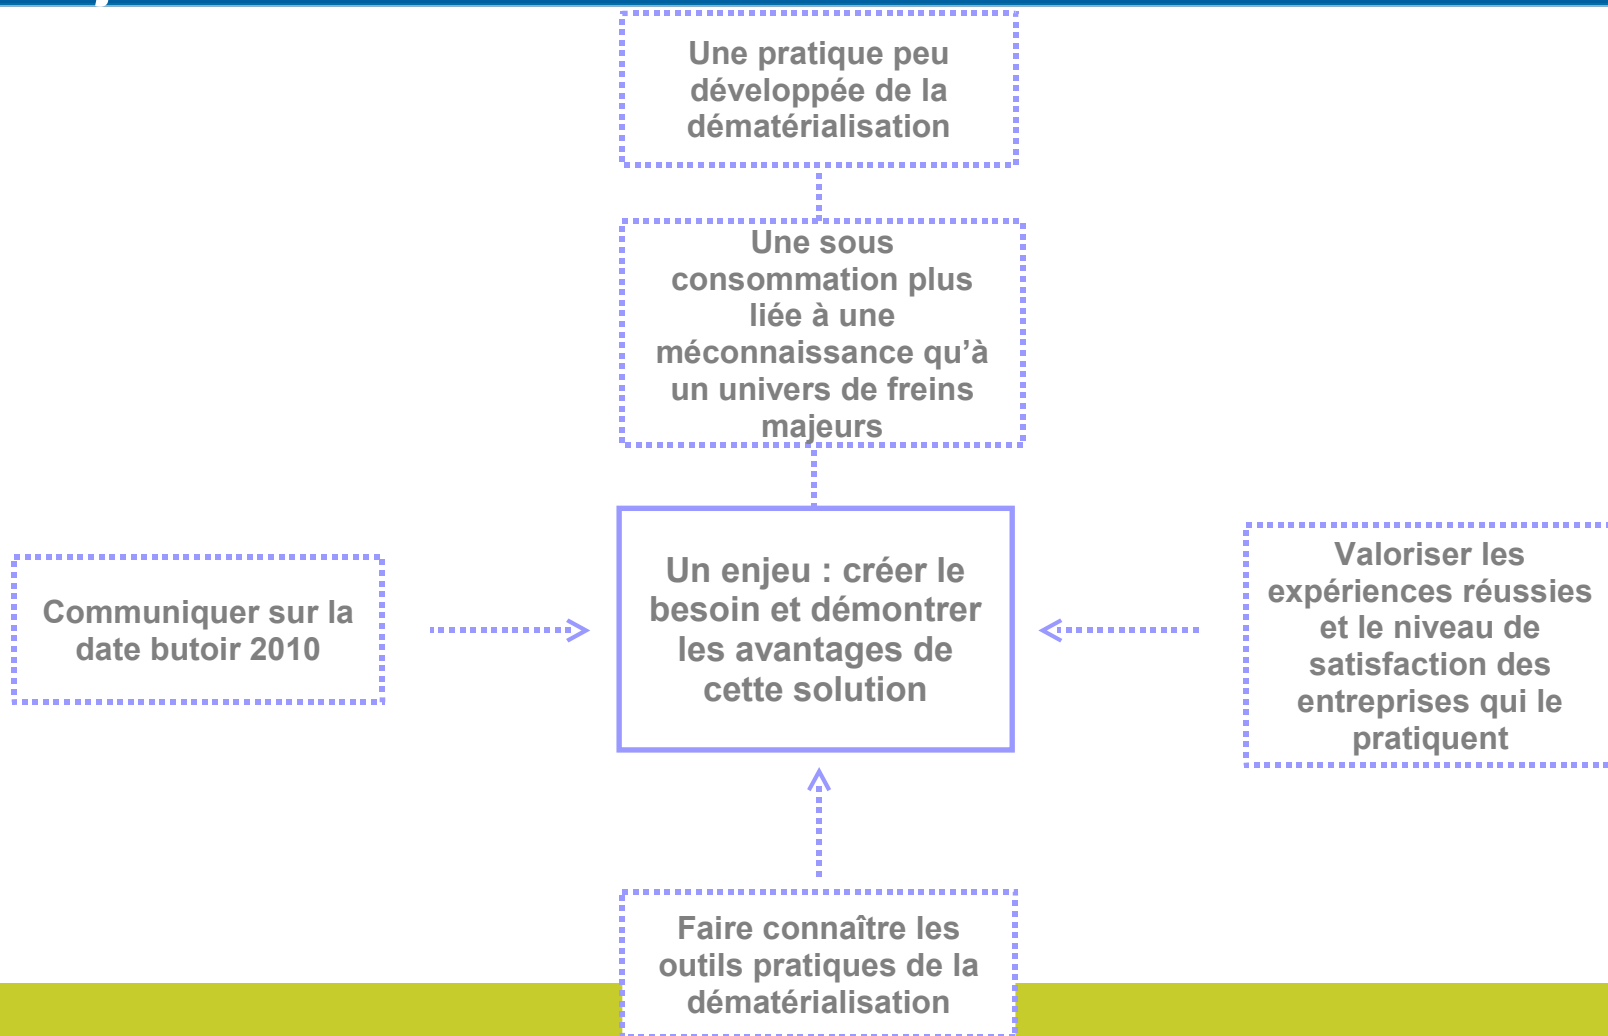 Une pratique peu
développée de la
dématérialisation
Une sous
consommation plus
liée à une
méconnaissance qu’à
un univers de freins
majeurs
Un enjeu : créer le
besoin et démontrer
les avantages de
cette solution
Communiquer sur la
date butoir 2010
Valoriser les
expériences réussies
et le niveau de
satisfaction des
entreprises qui le
pratiquent
Faire connaître les
outils pratiques de la
dématérialisation